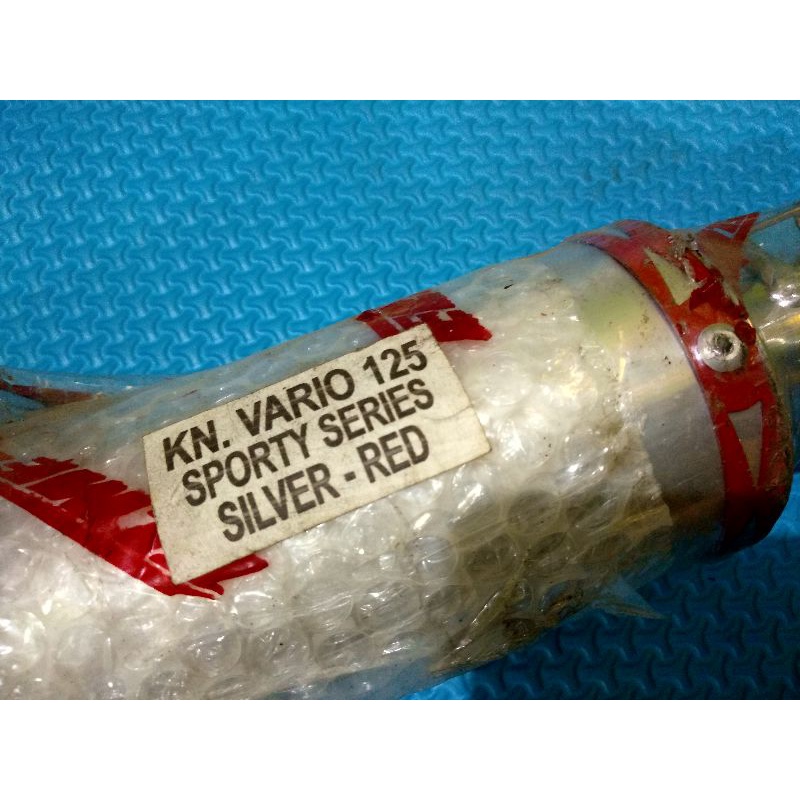 KN. VARIO 125
SPORTY SERIES
SILVER - RED